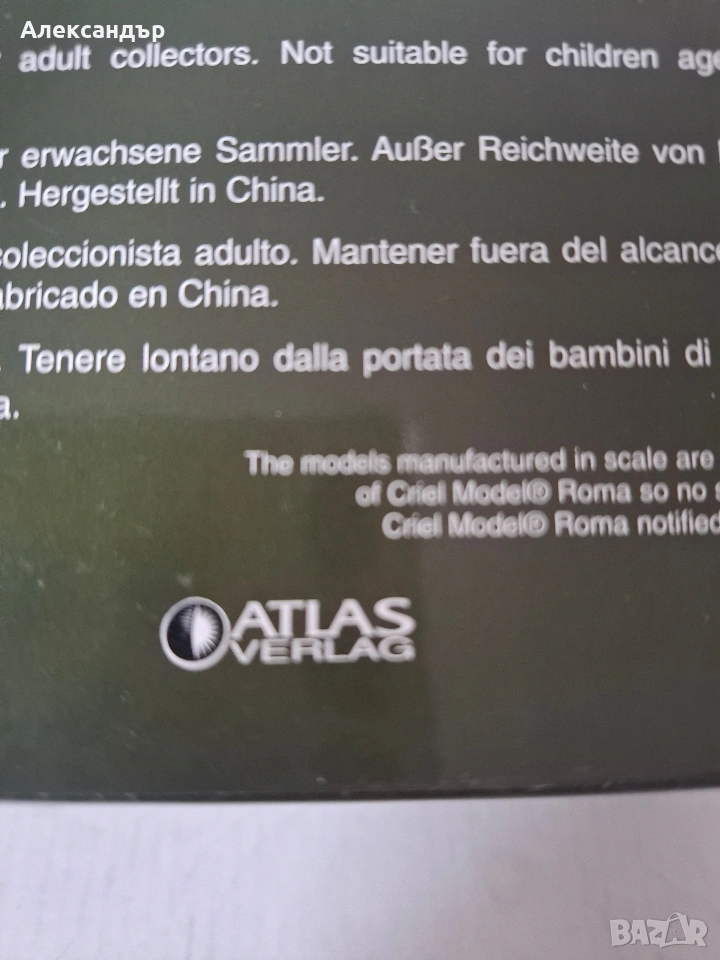 Александър
adult collectors. Not suitable for children age
erwachsene Sammler. Außer Reichweite von
. Hergestellt in China.
coleccionista adulto. Mantener fuera del alcance
abricado en China.
. Tenere lontano dalla portata dei bambini di
a.
The models manufactured in scale are
of Criel Model® Roma so no
Criel Model® Roma notified
ATLAS
VERLAG
BAZAR